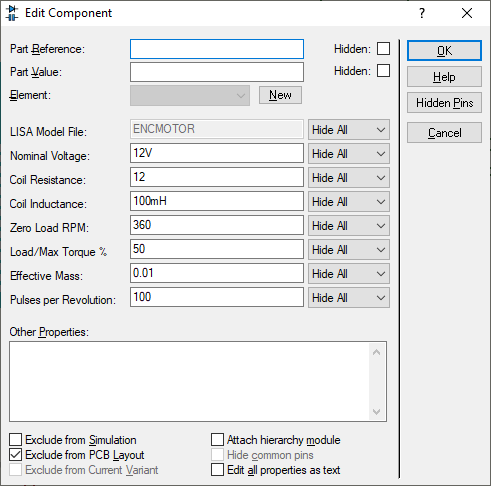 Edit Component
Part Reference: Hidden: OK
Part Value: Hidden: Help
Element: New Hidden Pins
LISA Model File: ENCMOTOR Hide All Cancel
Nominal Voltage: 12V Hide All
Coil Resistance: 12 Hide All
Coil Inductance: 100mH Hide All
Zero Load RPM: 360 Hide All
Load/Max Torque % 50 Hide All
Effective Mass: 0.01 Hide All
Pulses per Revolution: 100 Hide All
Other Properties:
Exclude from Simulation Attach hierarchy module
Exclude from PCB Layout Hide common pins
Exclude from Current Variant Edit all properties as text